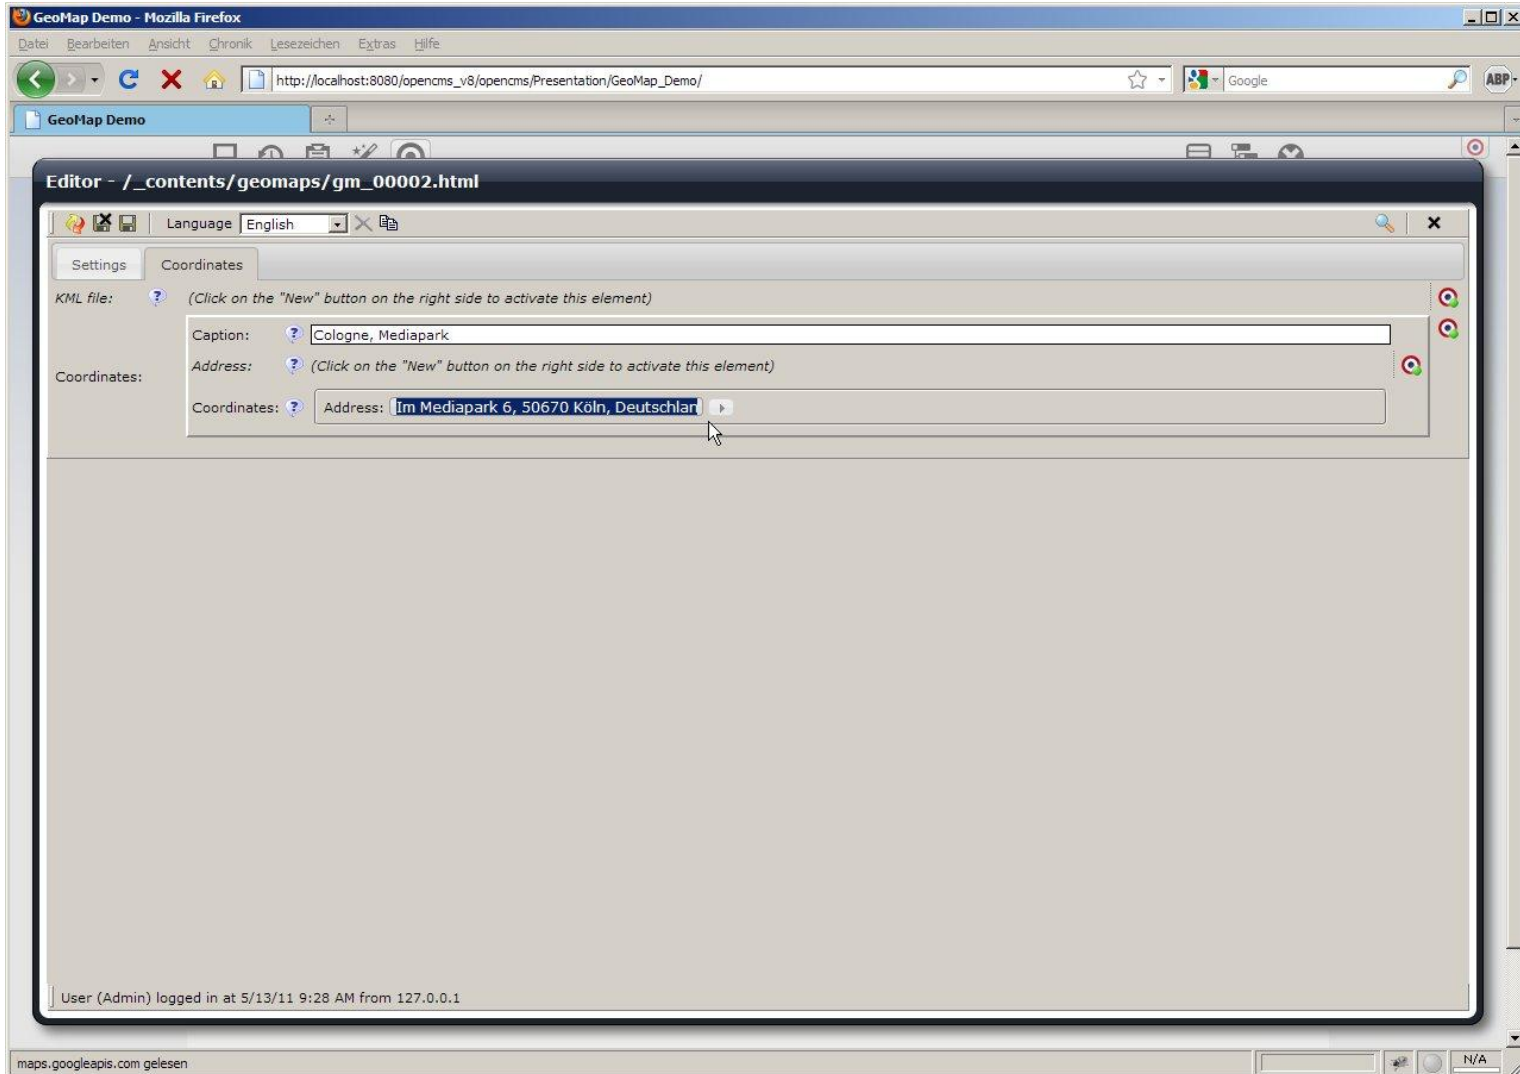 GeoMap Demo - Mozilla Firefox
Datei Bearbeiten Ansicht Chronik Lesezeichen Extras Hilfe
http://localhost:8080/opencms_v8/opencms/Presentation/GeoMap_Demo/ Google ABP
GeoMap Demo
Editor - /_contents/geomaps/gm_00002.html
Language English
Settings Coordinates
KML file: ? (Click on the "New" button on the right side to activate this element)
Caption: ? Cologne, Mediapark
Address: ? (Click on the "New" button on the right side to activate this element)
Coordinates:
Coordinates: ? Address: Im Mediapark 6, 50670 Köln, Deutschlan
User (Admin) logged in at 5/13/11 9:28 AM from 127.0.0.1
maps.googleapis.com gelesen N/A